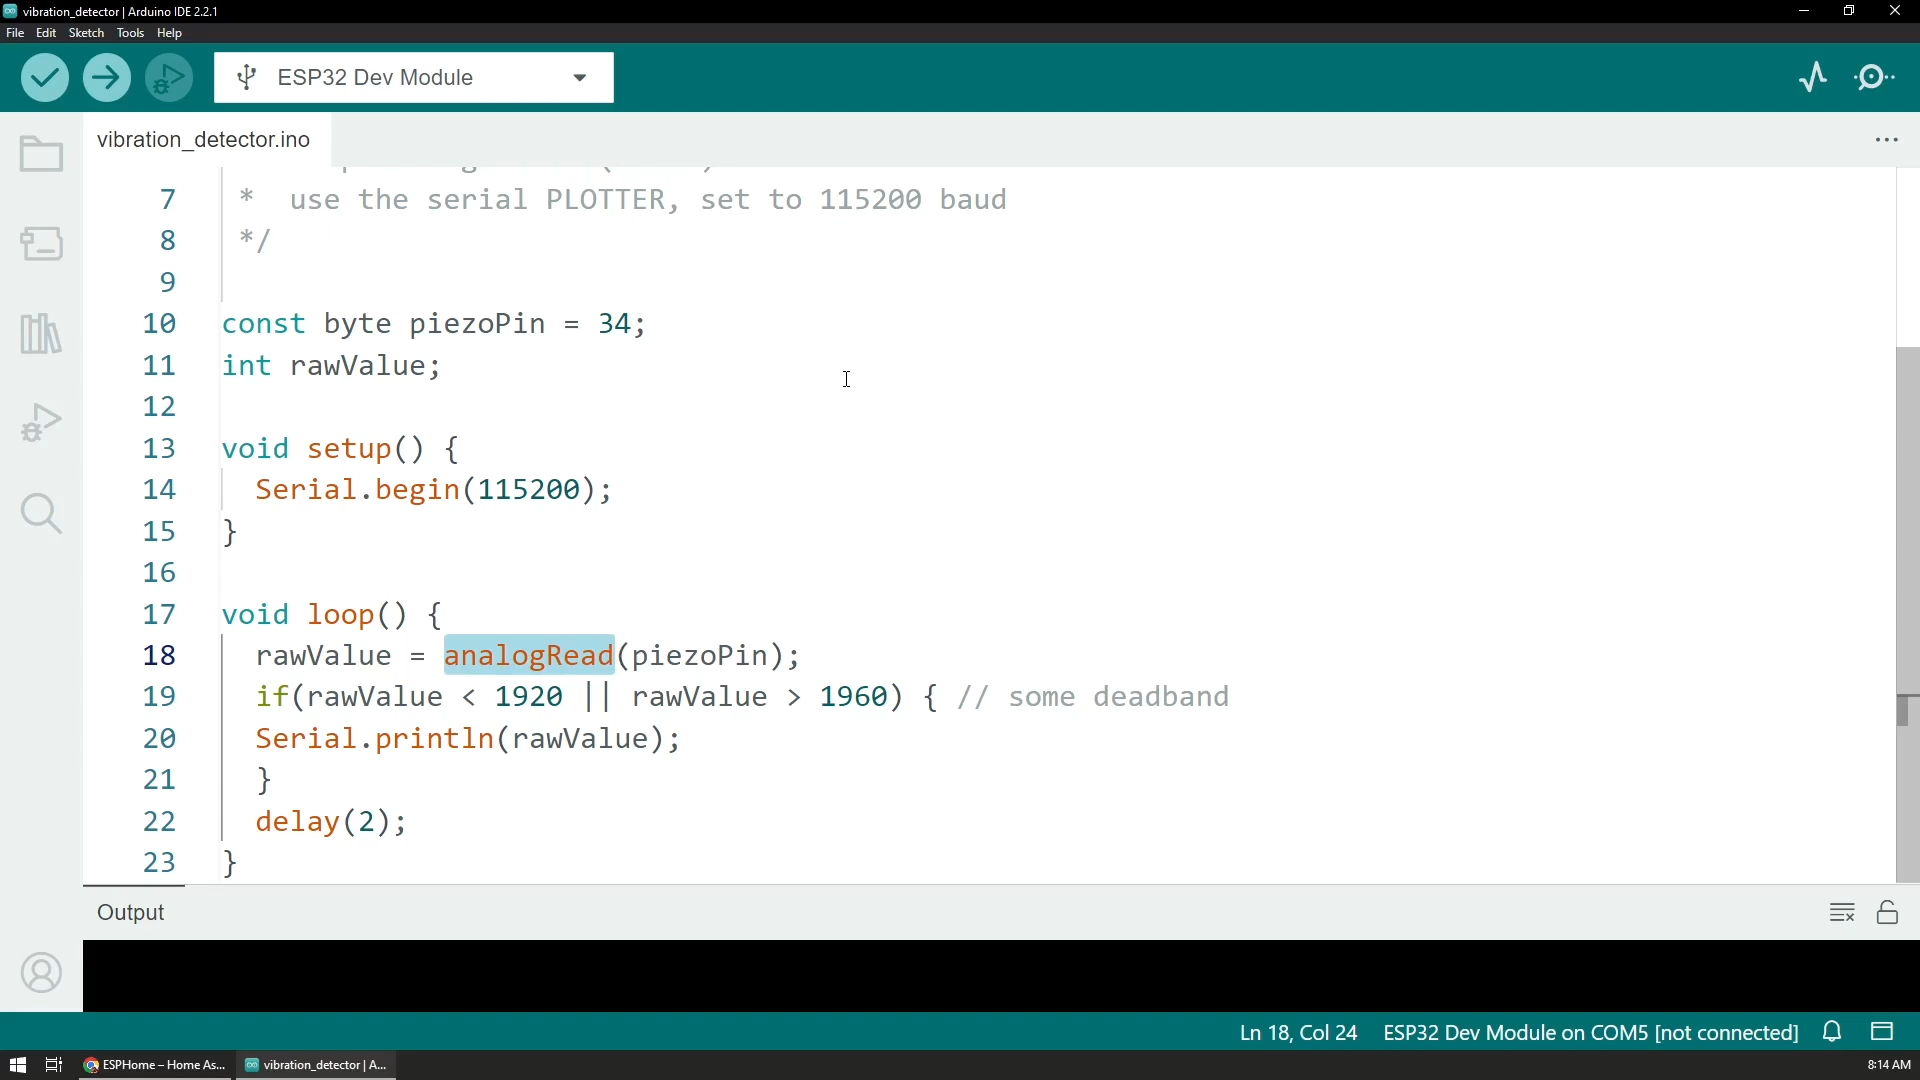 vibration_detector | Arduino IDE 2.2.1
File Edit Sketch Tools Help
ESP32 Dev Module
vibration_detector.ino
7 * use the serial PLOTTER, set to 115200 baud
8 */
9
10 const byte piezoPin = 34;
11 int rawValue;
12
13 void setup() {
14 Serial.begin(115200);
15 }
16
17 void loop() {
18 rawValue = analogRead(piezoPin);
19 if(rawValue < 1920 || rawValue > 1960) { // some deadband
20 Serial.println(rawValue);
21 }
22 delay(2);
23 }
Output
Ln 18, Col 24 ESP32 Dev Module on COM5 [not connected]
ESPHome – Home As... vibration_detector | A... 8:14 AM